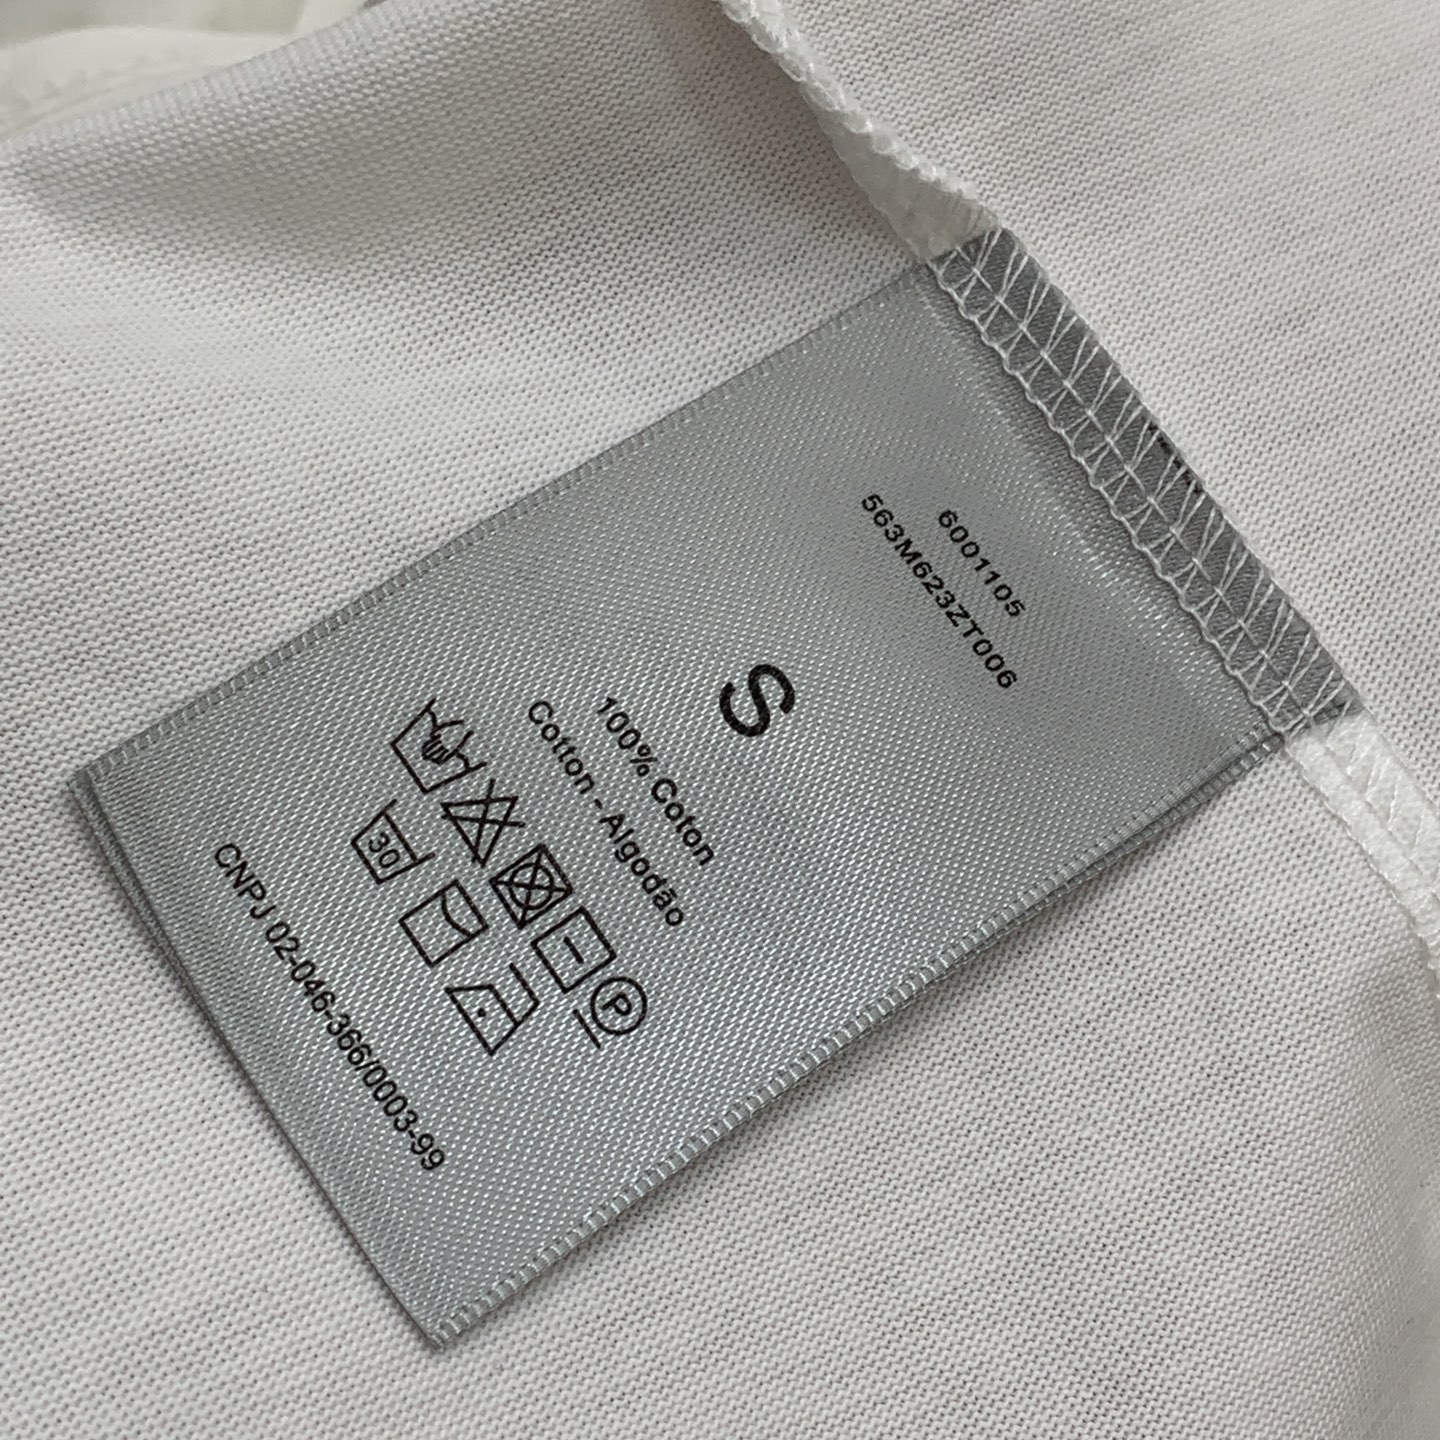 6001105
563M623ZT006
S
100% Coton
Cotton - Algodão
P
30
CNPJ 02-046-366/0003-99